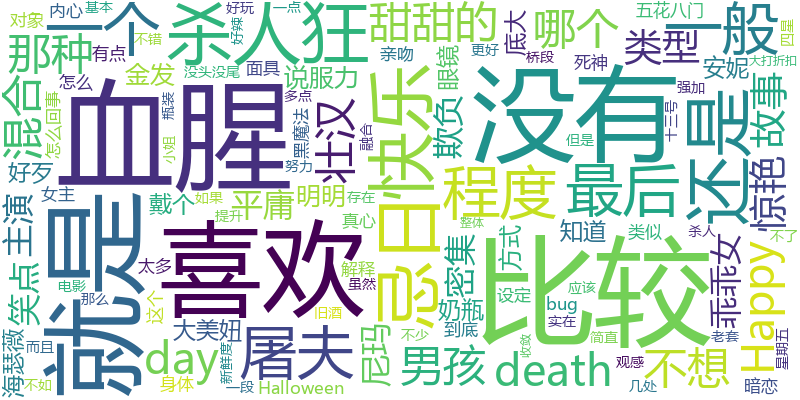 内心 基本
一个
杀人狂
好玩 一点
好辣
甜甜的
哪个
一般
五花八门
对象
不错
那种
有点
没头没尾
面具
说服力
亲吻
眼镜
底大
桥段
死神
类型
安妮
四星
大打折扣
混合
怎么
金发
怎么回事
多点
瓶装
黑魔法
壮汉
忌日快乐
欺负
更好
强加
故事
血腥
没有
还是
小姐
努力
融合
十三号
但是
惊艳
就是
好歹
女主
戴个
如果
平庸
明明
存在
程度
最后
主演
喜欢
提升
真心
密集
方式
知道
类似
整体
杀人
不了
乖乖女
比较
Happy
笑点
电影
那么
太多
这个
解释
虽然
奶瓶
设定
bug
应该
海瑟薇
而且
大美妞
屠夫
尼玛
到底
实在
老套
星期五
不如
day
身体
新鲜度
一段
Halloween
旧酒
男孩
不少
death
简直
收敛
不想
观感
几处
暗恋